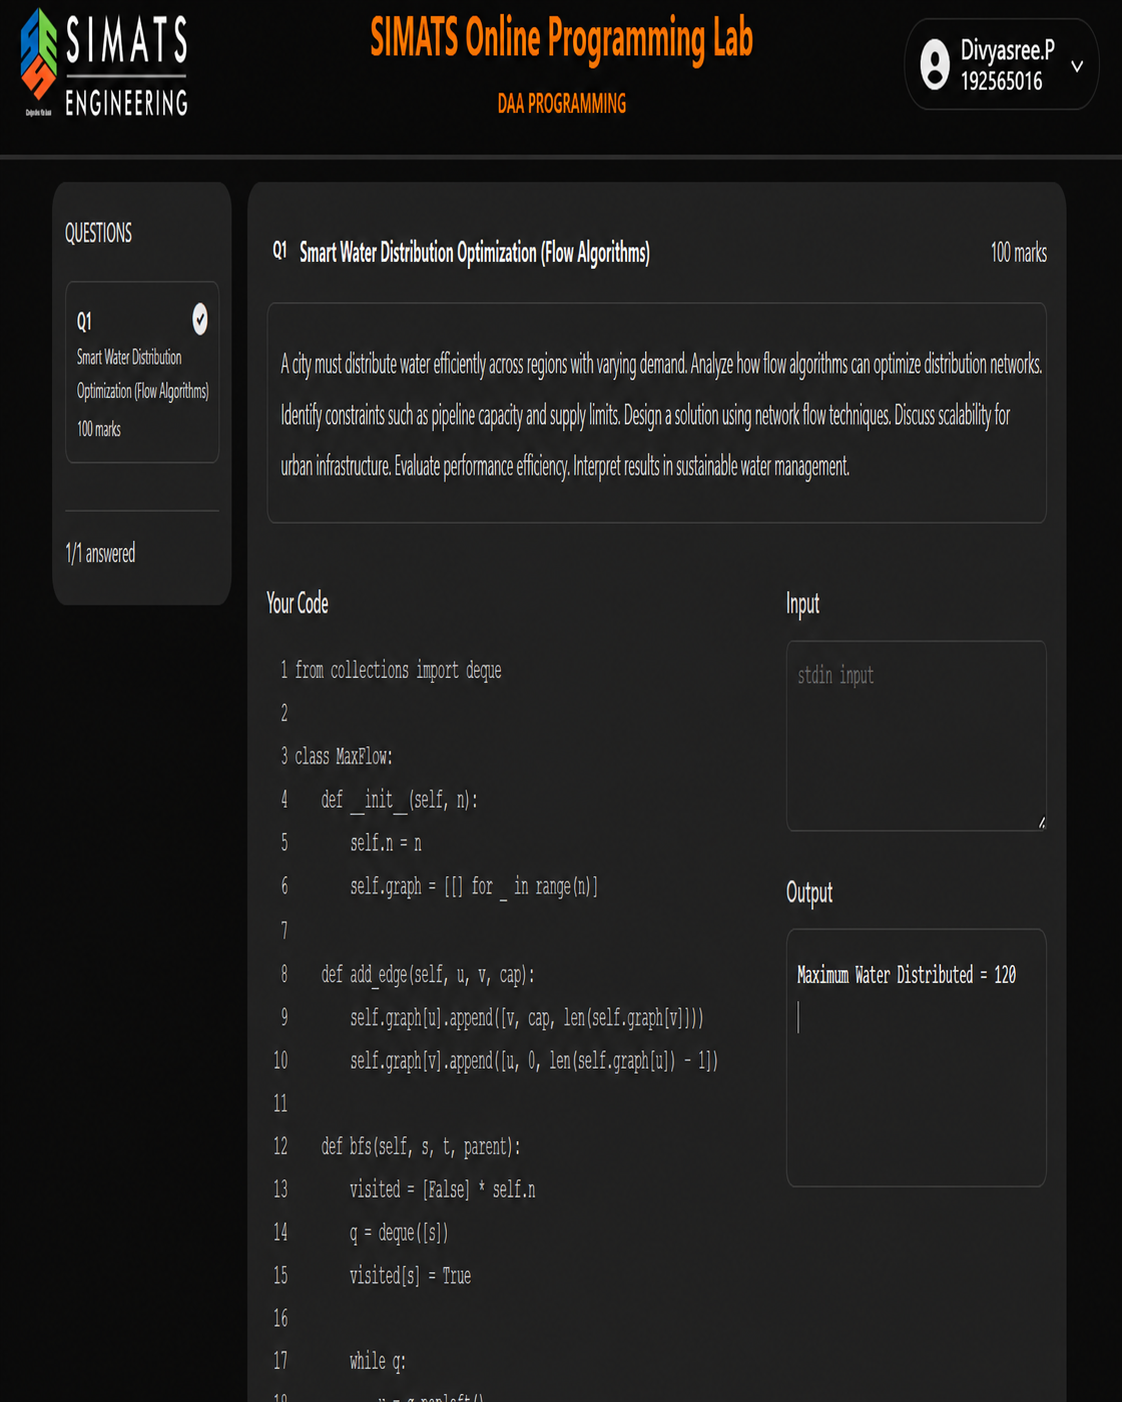 SIMATS
ENGINEERING
SIMATS Online Programming Lab
DAA PROGRAMMING
Divyasree.P
192565016
QUESTIONS
Q1
Smart Water Distribution
Optimization (Flow Algorithms)
100 marks
1/1 answered
Q1 Smart Water Distribution Optimization (Flow Algorithms) 100 marks
A city must distribute water efficiently across regions with varying demand. Analyze how flow algorithms can optimize distribution networks.
Identify constraints such as pipeline capacity and supply limits. Design a solution using network flow techniques. Discuss scalability for
urban infrastructure. Evaluate performance efficiency. Interpret results in sustainable water management.
Your Code
1 from collections import deque
2
3 class MaxFlow:
4     def __init__(self, n):
5         self.n = n
6         self.graph = [[] for _ in range(n)]
7
8     def add_edge(self, u, v, cap):
9         self.graph[u].append([v, cap, len(self.graph[v])))
10         self.graph[v].append([u, 0, len(self.graph[u]) - 1])
11
12     def bfs(self, s, t, parent):
13         visited = [False] * self.n
14         q = deque([s])
15         visited[s] = True
16
17         while q:
Input
stdin input
Output
Maximum Water Distributed = 120